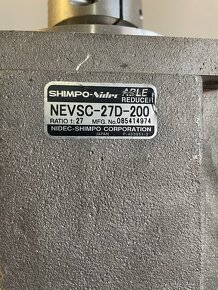 SHIMPO-Nidec ABLE
REDUCER
NEVSC-27D-200
RATIO 1:27 MFG. No. 085414974
NIDEC-SHIMPO CORPORATION
JAPAN